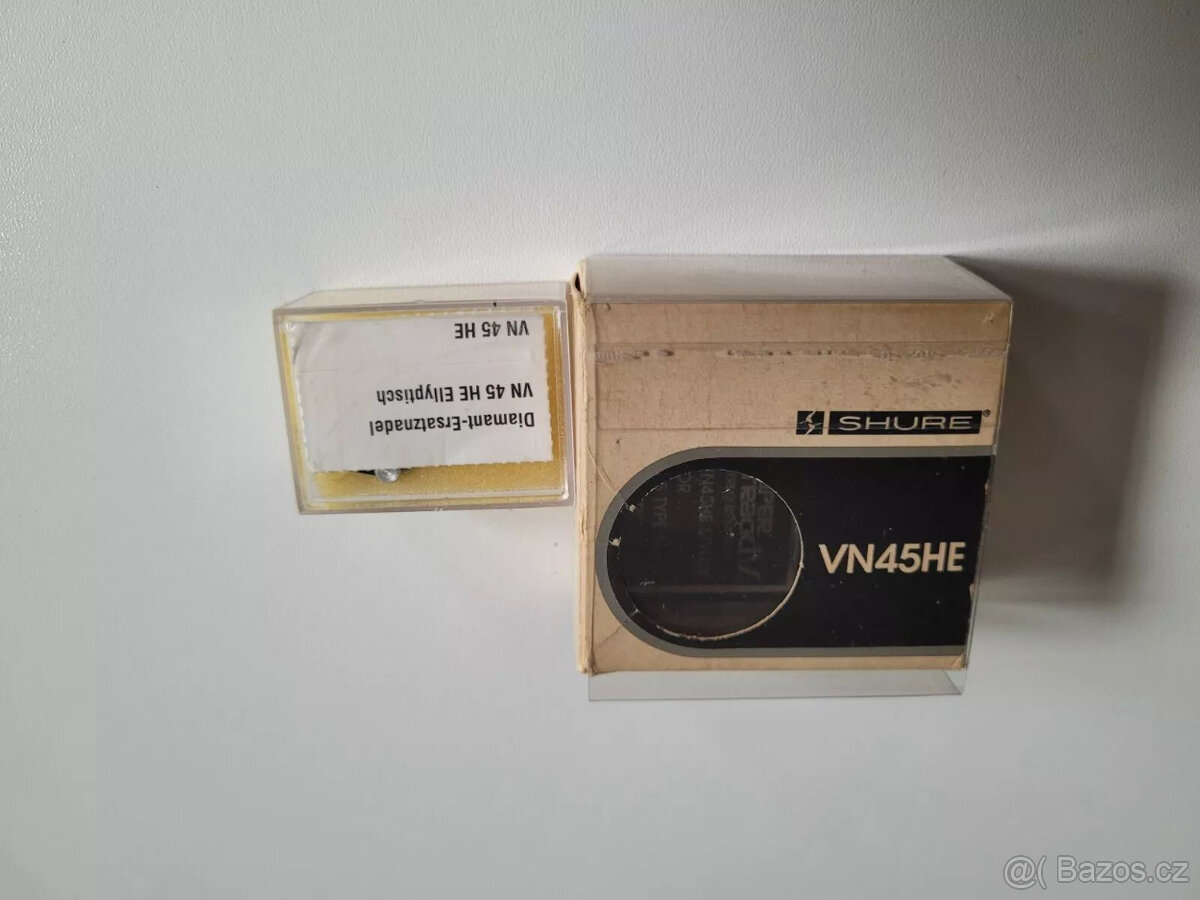 Diamant-Ersatznadel
VN 45 HE Ellyptisch
VN 45 HE
SHURE®
VN45HE
Bazos.cz